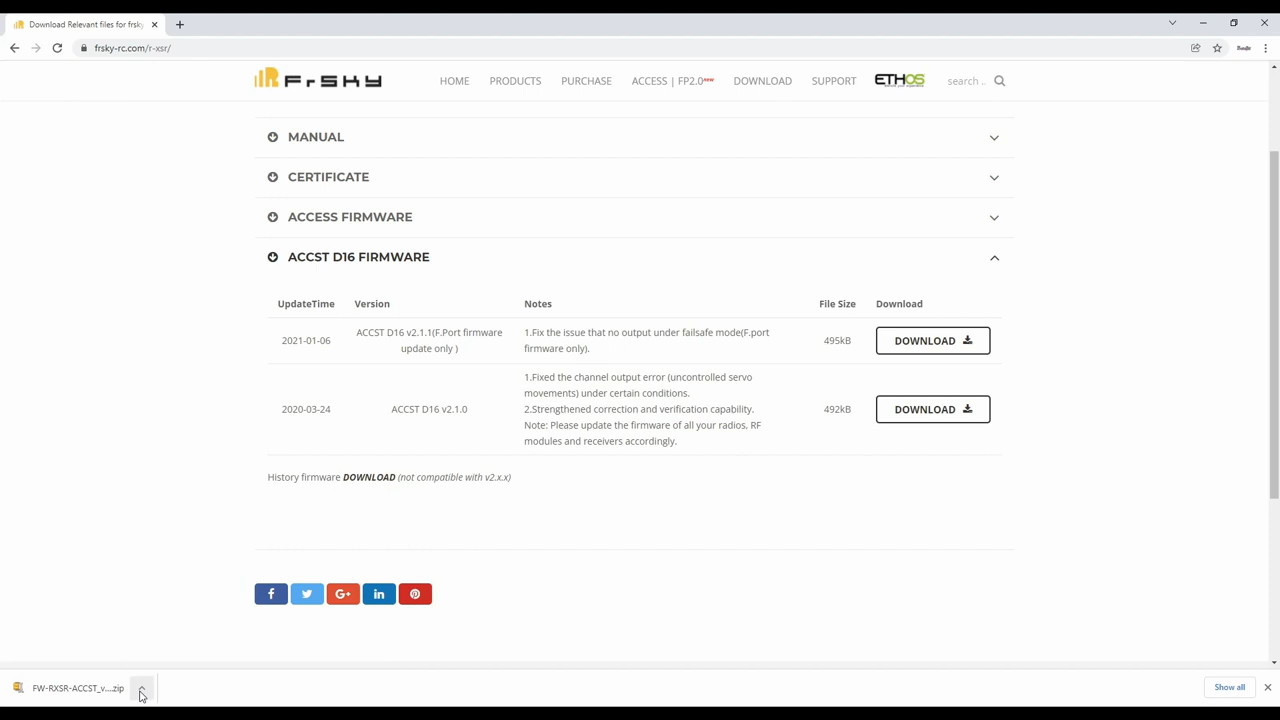 Download Relevant files for frsky
frsky-rc.com/r-xsr/
FrSKY
HOME
PRODUCTS
PURCHASE
ACCESS | FP2.0new
DOWNLOAD
SUPPORT
ETHOS
search ..
MANUAL
CERTIFICATE
ACCESS FIRMWARE
ACCST D16 FIRMWARE
UpdateTime
Version
Notes
File Size
Download
2021-01-06
ACCST D16 v2.1.1(F.Port firmware
update only )
1.Fix the issue that no output under failsafe mode(F.port
firmware only).
495kB
DOWNLOAD
2020-03-24
ACCST D16 v2.1.0
1.Fixed the channel output error (uncontrolled servo
movements) under certain conditions.
2.Strengthened correction and verification capability.
Note: Please update the firmware of all your radios, RF
modules and receivers accordingly.
492kB
DOWNLOAD
History firmware DOWNLOAD (not compatible with v2.x.x)
FW-RXSR-ACCST_v....zip
Show all